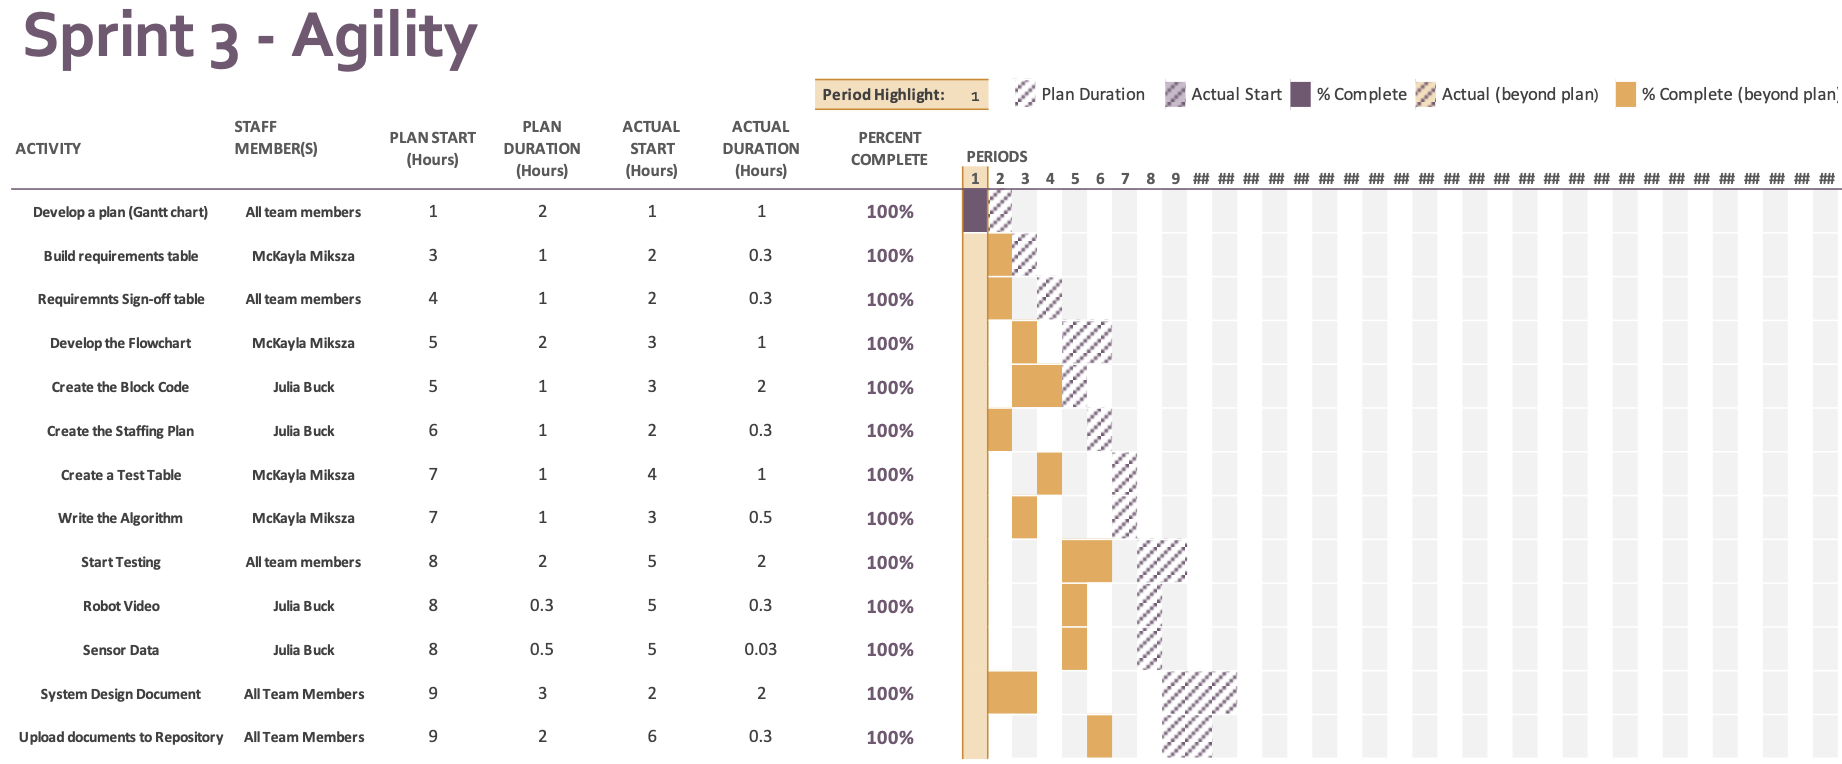 Sprint 3 - Agility
Period Highlight: 1 Plan Duration Actual Start % Complete Actual (beyond plan) % Complete (beyond plan)
ACTIVITY STAFF MEMBER(S) PLAN START (Hours) PLAN DURATION (Hours) ACTUAL START (Hours) ACTUAL DURATION (Hours) PERCENT COMPLETE PERIODS
1 2 3 4 5 6 7 8 9 ## ## ## ## ## ## ## ## ## ## ## ## ## ## ## ## ## ## ## ## ## ## ## ## ## ##
Develop a plan (Gantt chart) All team members 1 2 1 1 100%
Build requirements table McKayla Miksza 3 1 2 0.3 100%
Requiremnts Sign-off table All team members 4 1 2 0.3 100%
Develop the Flowchart McKayla Miksza 5 2 3 1 100%
Create the Block Code Julia Buck 5 1 3 2 100%
Create the Staffing Plan Julia Buck 6 1 2 0.3 100%
Create a Test Table McKayla Miksza 7 1 4 1 100%
Write the Algorithm McKayla Miksza 7 1 3 0.5 100%
Start Testing All team members 8 2 5 2 100%
Robot Video Julia Buck 8 0.3 5 0.3 100%
Sensor Data Julia Buck 8 0.5 5 0.03 100%
System Design Document All Team Members 9 3 2 2 100%
Upload documents to Repository All Team Members 9 2 6 0.3 100%